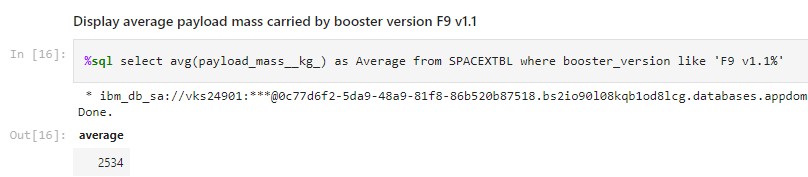 Display average payload mass carried by booster version F9 v1.1
In [16]: %sql select avg(payload_mass__kg_) as Average from SPACEXTBL where booster_version like 'F9 v1.1%'
* ibm_db_sa://vks24901:***@0c77d6f2-5da9-48a9-81f8-86b520b87518.bs2io90l08kqb1od8lcg.databases.appdom
Done.
Out[16]: average
2534